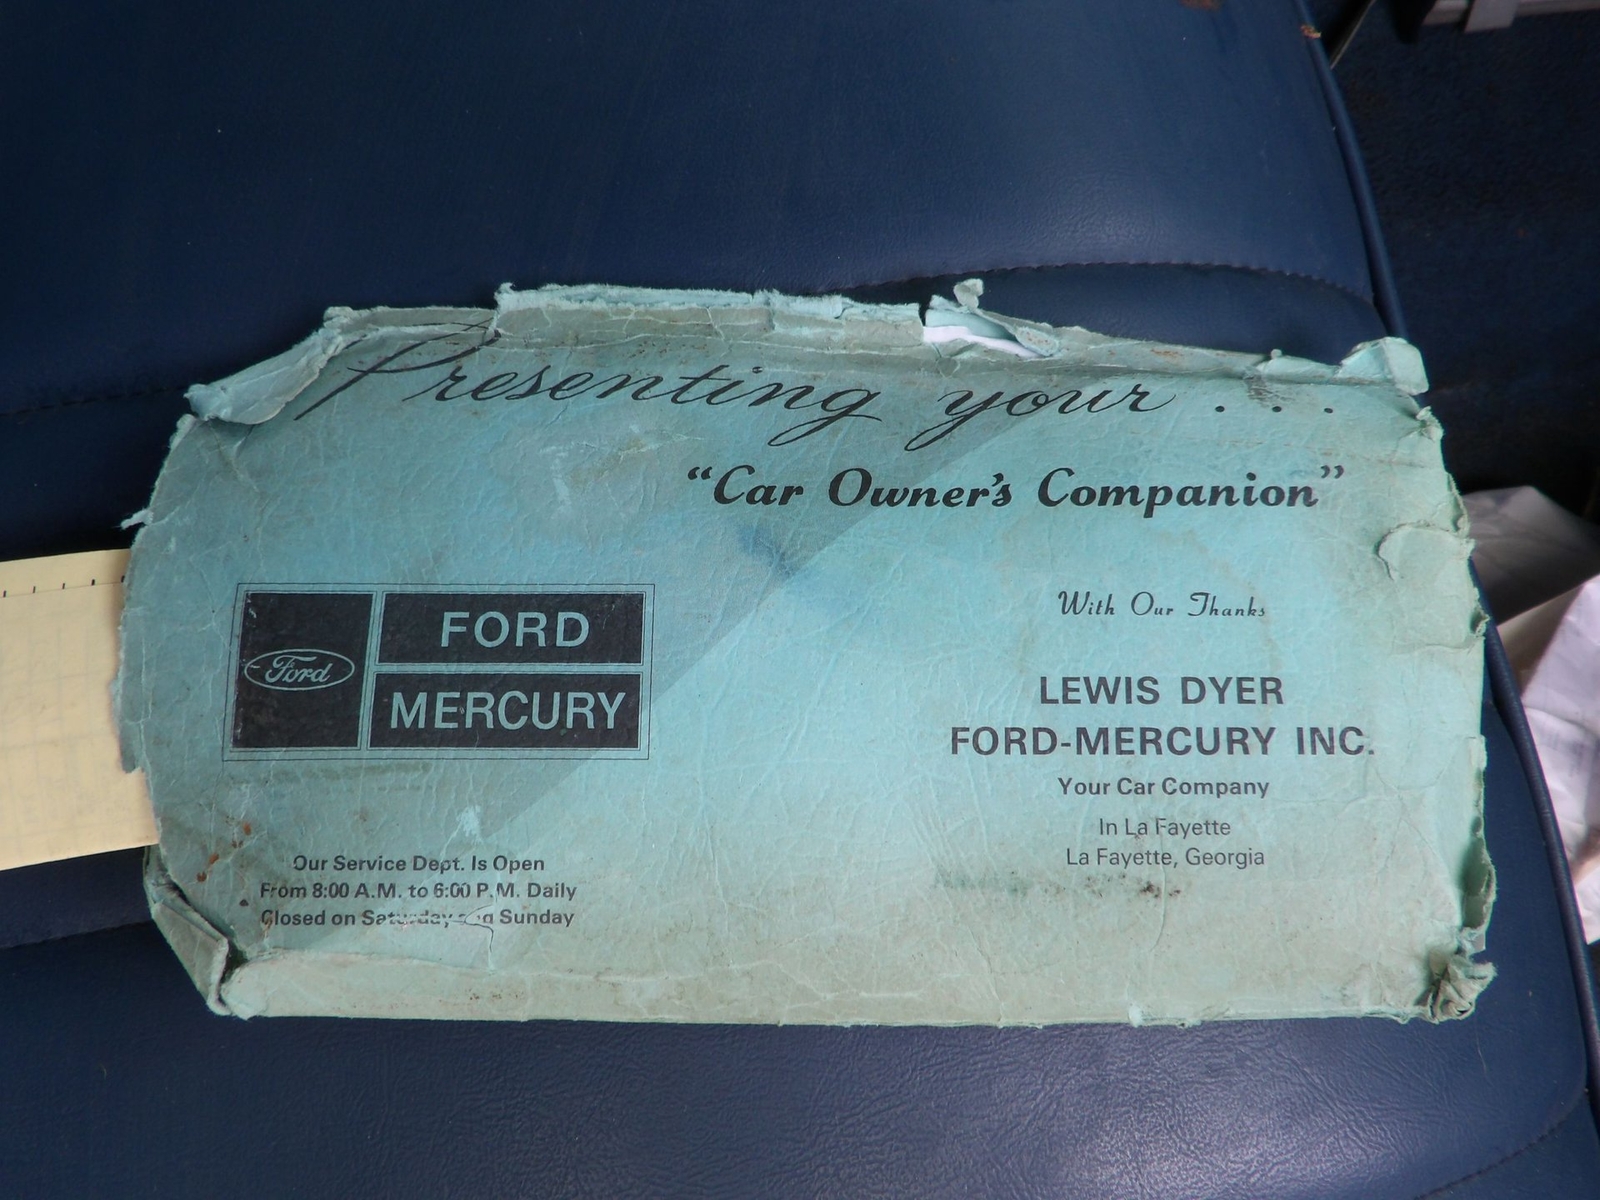 Presenting your . . .
“Car Owner's Companion”
With Our Thanks
Ford
FORD
MERCURY
LEWIS DYER
FORD-MERCURY INC.
Your Car Company
In La Fayette
La Fayette, Georgia
Our Service Dept. Is Open
From 8:00 A.M. to 6:00 P.M. Daily
Closed on Saturday and Sunday